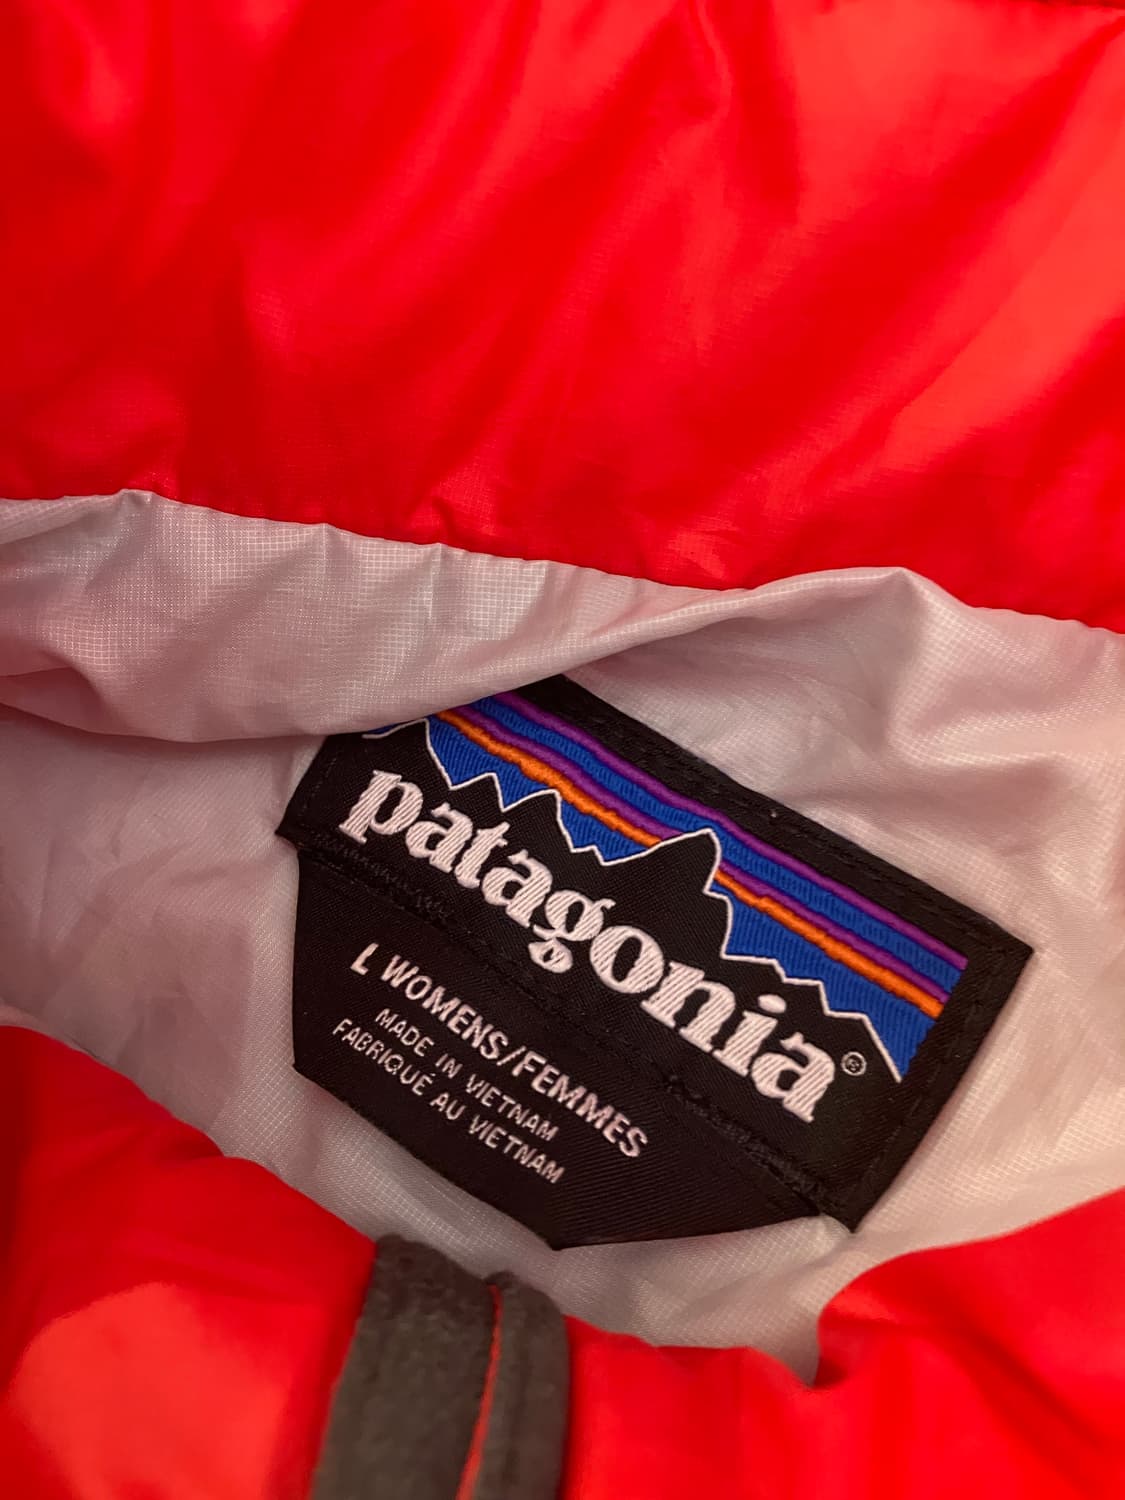 patagonia®
L WOMENS/FEMMES
MADE IN VIETNAM
FABRIQUÉ AU VIETNAM